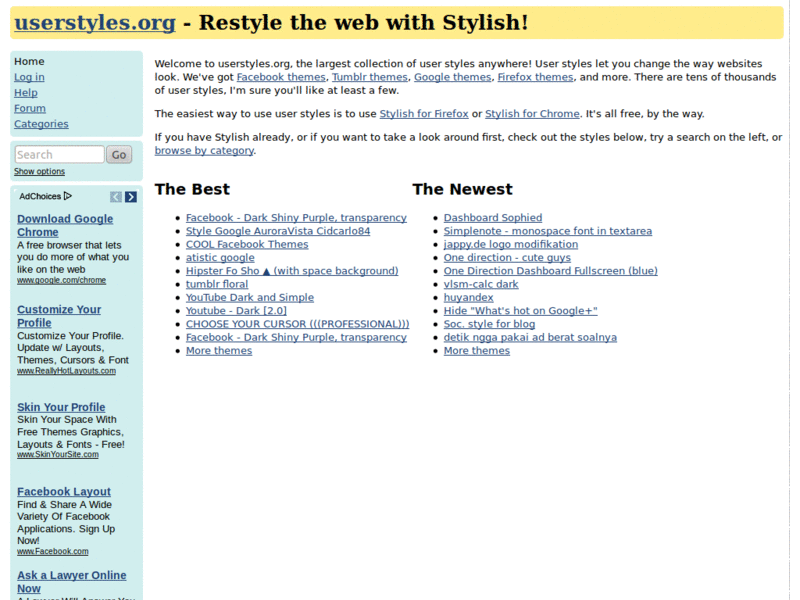 userstyles.org - Restyle the web with Stylish!
Home
Log in
Help
Forum
Categories
Search
Go
Show options
AdChoices
Download Google
Chrome
A free browser that lets
you do more of what you
like on the web
www.google.com/chrome
Customize Your
Profile
Customize Your Profile.
Update w/ Layouts,
Themes, Cursors & Font
www.ReallyHotLayouts.com
Skin Your Profile
Skin Your Space With
Free Themes Graphics,
Layouts & Fonts - Free!
www.SkinYourSite.com
Facebook Layout
Find & Share A Wide
Variety Of Facebook
Applications. Sign Up
Now!
www.Facebook.com
Ask a Lawyer Online
Now
Welcome to userstyles.org, the largest collection of user styles anywhere! User styles let you change the way websites
look. We've got Facebook themes, Tumblr themes, Google themes, Firefox themes, and more. There are tens of thousands
of user styles, I'm sure you'll like at least a few.
The easiest way to use user styles is to use Stylish for Firefox or Stylish for Chrome. It's all free, by the way.
If you have Stylish already, or if you want to take a look around first, check out the styles below, try a search on the left, or
browse by category.
The Best
Facebook - Dark Shiny Purple, transparency
Style Google AuroraVista Cidcarlo84
COOL Facebook Themes
atistic google
Hipster Fo Sho ▲ (with space background)
tumblr floral
YouTube Dark and Simple
Youtube - Dark [2.0]
CHOOSE YOUR CURSOR (((PROFESSIONAL)))
Facebook - Dark Shiny Purple, transparency
More themes
The Newest
Dashboard Sophied
Simplenote - monospace font in textarea
jappy.de logo modifikation
One direction - cute guys
One Direction Dashboard Fullscreen (blue)
vlsm-calc dark
huyandex
Hide "What's hot on Google+"
Soc. style for blog
detik ngga pakai ad berat soalnya
More themes